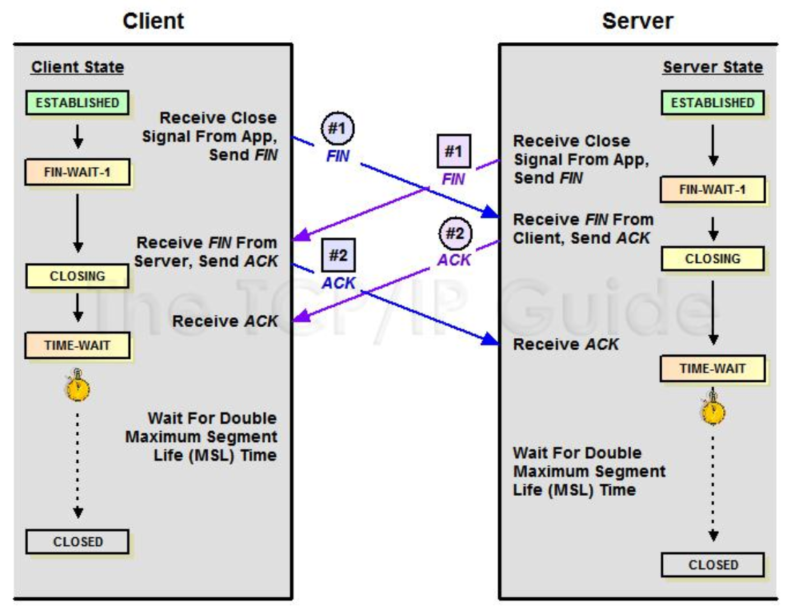 Client
Server
Client State
ESTABLISHED
Receive Close
Signal From App,
Send FIN
FIN-WAIT-1
Receive FIN From
Server, Send ACK
CLOSING
Receive ACK
TIME-WAIT
Wait For Double
Maximum Segment
Life (MSL) Time
CLOSED
#1
FIN
#1
FIN
#2
ACK
#2
ACK
Server State
ESTABLISHED
Receive Close
Signal From App,
Send FIN
FIN-WAIT-1
Receive FIN From
Client, Send ACK
CLOSING
Receive ACK
TIME-WAIT
Wait For Double
Maximum Segment
Life (MSL) Time
CLOSED
The TCP/IP Guide